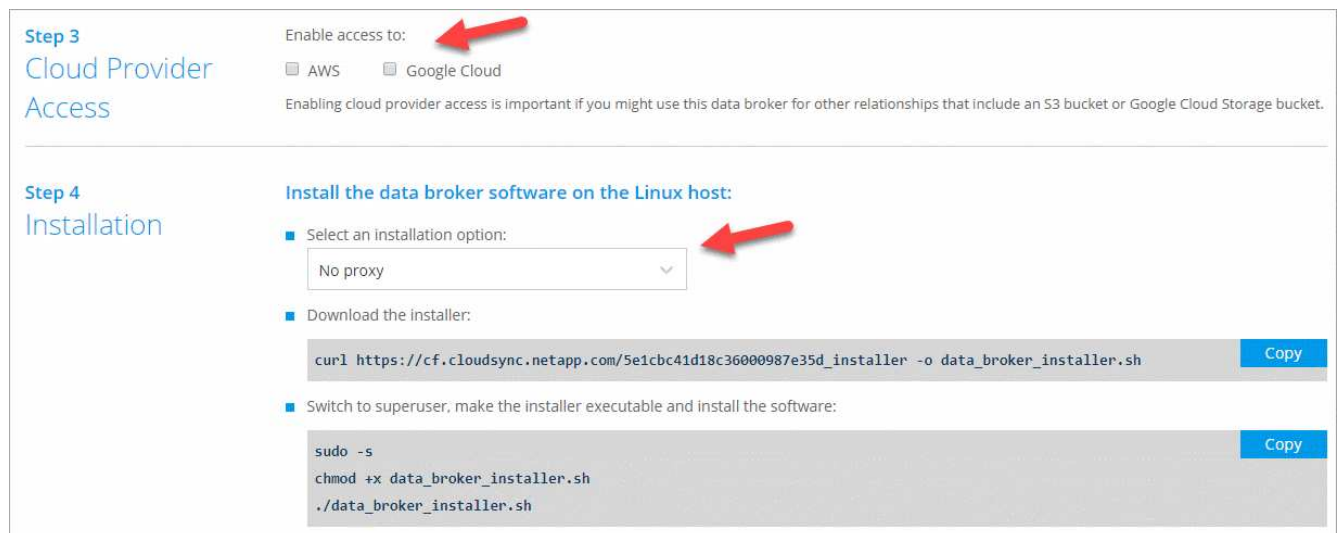 Step 3
Cloud Provider
Access
Enable access to:
AWS
Google Cloud
Enabling cloud provider access is important if you might use this data broker for other relationships that include an S3 bucket or Google Cloud Storage bucket.
Step 4
Installation
Install the data broker software on the Linux host:
Select an installation option:
No proxy
Download the installer:
curl https://cf.cloudsync.netapp.com/5e1cbc41d18c36000987e35d_installer -o data_broker_installer.sh
Copy
Switch to superuser, make the installer executable and install the software:
Copy
sudo -s
chmod +x data_broker_installer.sh
./data_broker_installer.sh